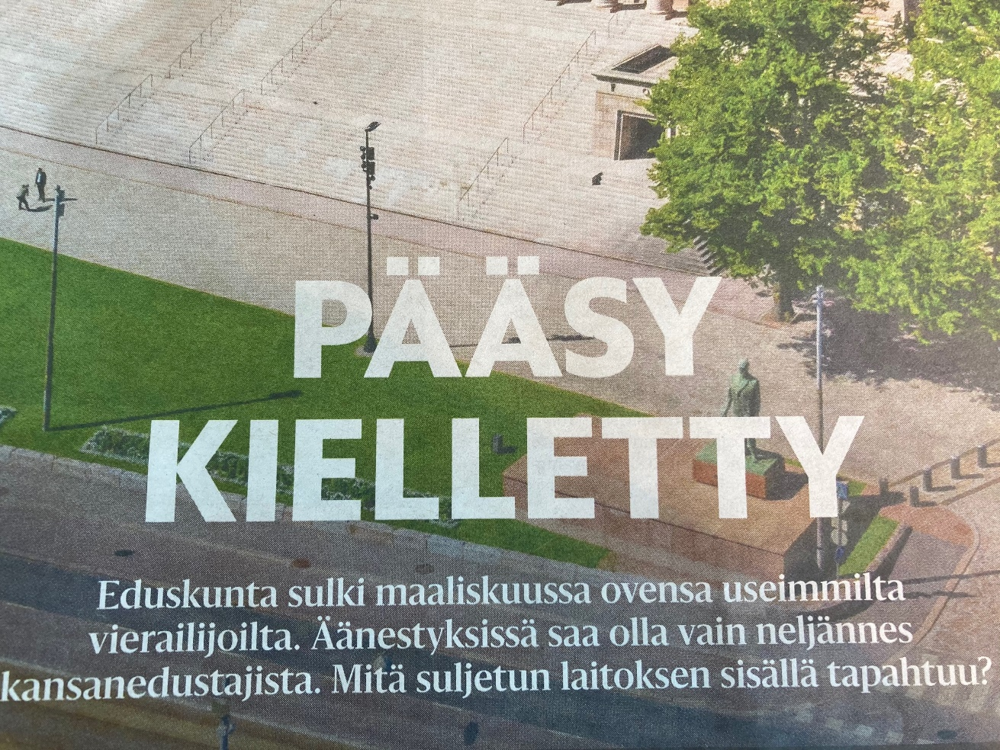 PÄÄSY
KIELLETTY
Eduskunta sulki maaliskuussa ovensa useimmilta
vierailijoilta. Äänestyksissä saa olla vain neljännes
kansanedustajista. Mitä suljetun laitoksen sisällä tapahtuu?